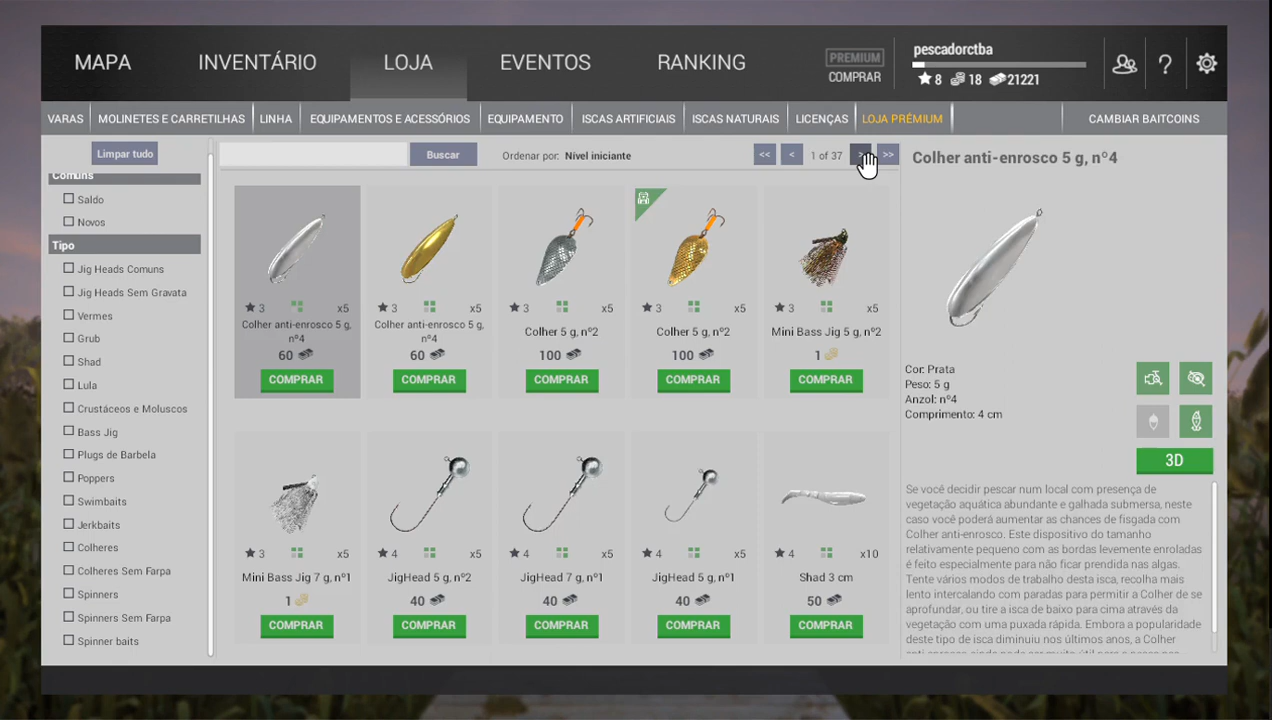 MAPA
INVENTÁRIO
LOJA
EVENTOS
RANKING
PREMIUM
COMPRAR
pescadorctba
8 18 21221
?
VARAS
MOLINETES E CARRETILHAS
LINHA
EQUIPAMENTOS E ACESSÓRIOS
EQUIPAMENTO
ISCAS ARTIFICIAIS
ISCAS NATURAIS
LICENÇAS
LOJA PRÊMIUM
CAMBIAR BAITCOINS
Limpar tudo
Comuns
Saldo
Novos
Tipo
Jig Heads Comuns
Jig Heads Sem Gravata
Vermes
Grub
Shad
Lula
Crustáceos e Moluscos
Bass Jig
Plugs de Barbela
Poppers
Swimbaits
Jerkbaits
Colheres
Colheres Sem Farpa
Spinners
Spinners Sem Farpa
Spinner baits
Buscar
Ordenar por: Nível iniciante
<< < 1 of 37 >>
3 x5
Colher anti-enrosco 5 g,
nº4
60
COMPRAR
3 x5
Colher anti-enrosco 5 g,
nº4
60
COMPRAR
3 x5
Colher 5 g, nº2
100
COMPRAR
3 x5
Colher 5 g, nº2
100
COMPRAR
3 x5
Mini Bass Jig 5 g, nº2
1
COMPRAR
3 x5
Mini Bass Jig 7 g, nº1
1
COMPRAR
4 x5
JigHead 5 g, nº2
40
COMPRAR
4 x5
JigHead 7 g, nº1
40
COMPRAR
4 x5
JigHead 5 g, nº1
40
COMPRAR
4 x10
Shad 3 cm
50
COMPRAR
Colher anti-enrosco 5 g, nº4
Cor: Prata
Peso: 5 g
Anzol: nº4
Comprimento: 4 cm
3D
Se você decidir pescar num local com presença de
vegetação aquática abundante e galhada submersa, neste
caso você poderá aumentar as chances de fisgada com
Colher anti-enrosco. Este dispositivo do tamanho
relativamente pequeno com as bordas levemente enroladas
é feito especialmente para não ficar prendida nas algas.
Tente vários modos de trabalho desta isca, recolha mais
lento intercalando com paradas para permitir a Colher de se
aprofundar, ou tire a isca de baixo para cima através da
vegetação com uma puxada rápida. Embora a popularidade
deste tipo de isca diminuiu nos últimos anos, a Colher